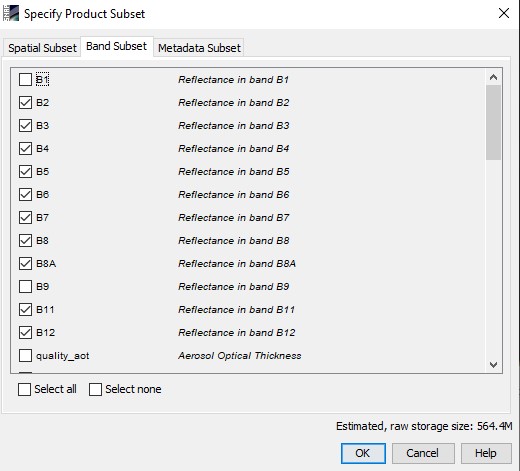 Specify Product Subset
Spatial Subset Band Subset Metadata Subset
B1 Reflectance in band B1
B2 Reflectance in band B2
B3 Reflectance in band B3
B4 Reflectance in band B4
B5 Reflectance in band B5
B6 Reflectance in band B6
B7 Reflectance in band B7
B8 Reflectance in band B8
B8A Reflectance in band B8A
B9 Reflectance in band B9
B11 Reflectance in band B11
B12 Reflectance in band B12
quality_aot Aerosol Optical Thickness
Select all Select none
Estimated, raw storage size: 564.4M
OK Cancel Help